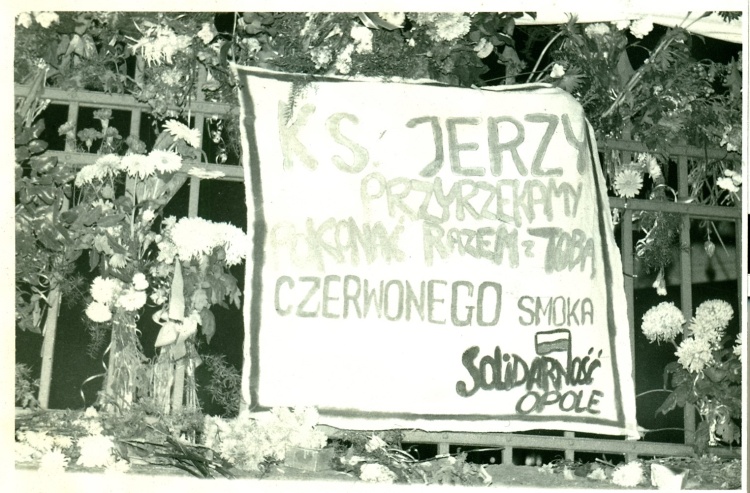 KS. JERZY
PRZYRZEKAMY
POKONAĆ RAZEM z TOBĄ
CZERWONEGO SMOKA
SOLiDARNOŚĆ
OPOLE